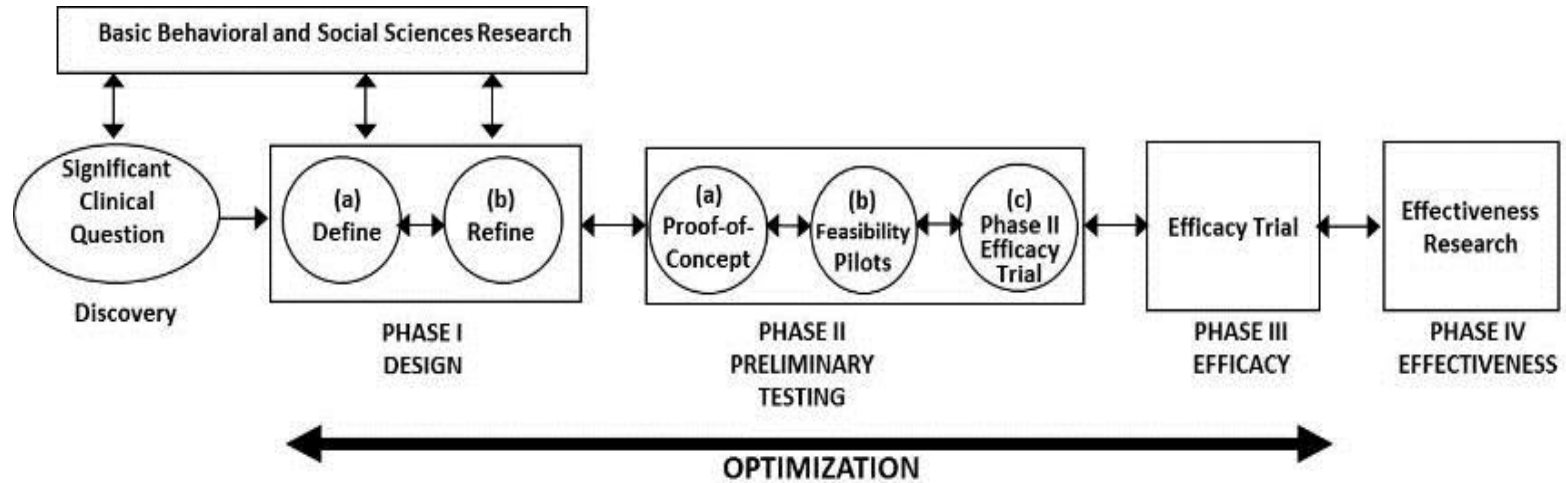 Basic Behavioral and Social Sciences Research
Significant
Clinical
Question
Discovery
(a)
Define
(b)
Refine
PHASE I
DESIGN
(a)
Proof-of-
Concept
(b)
Feasibility
Pilots
(c)
Phase II
Efficacy
Trial
PHASE II
PRELIMINARY
TESTING
Efficacy Trial
PHASE III
EFFICACY
Effectiveness
Research
PHASE IV
EFFECTIVENESS
OPTIMIZATION